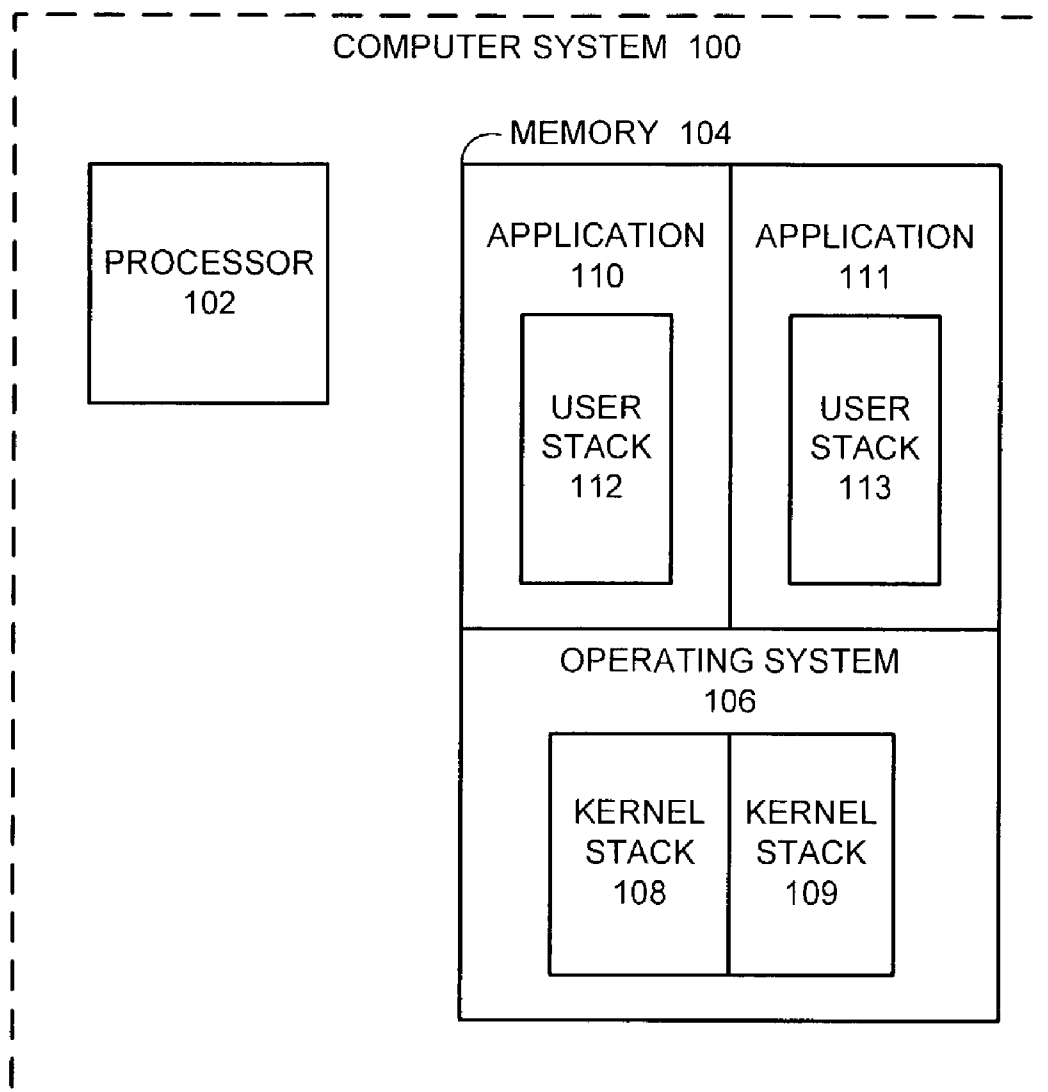 COMPUTER SYSTEM 100
MEMORY 104
PROCESSOR
102
APPLICATION
110
APPLICATION
111
USER
STACK
112
USER
STACK
113
OPERATING SYSTEM
106
KERNEL
STACK
108
KERNEL
STACK
109